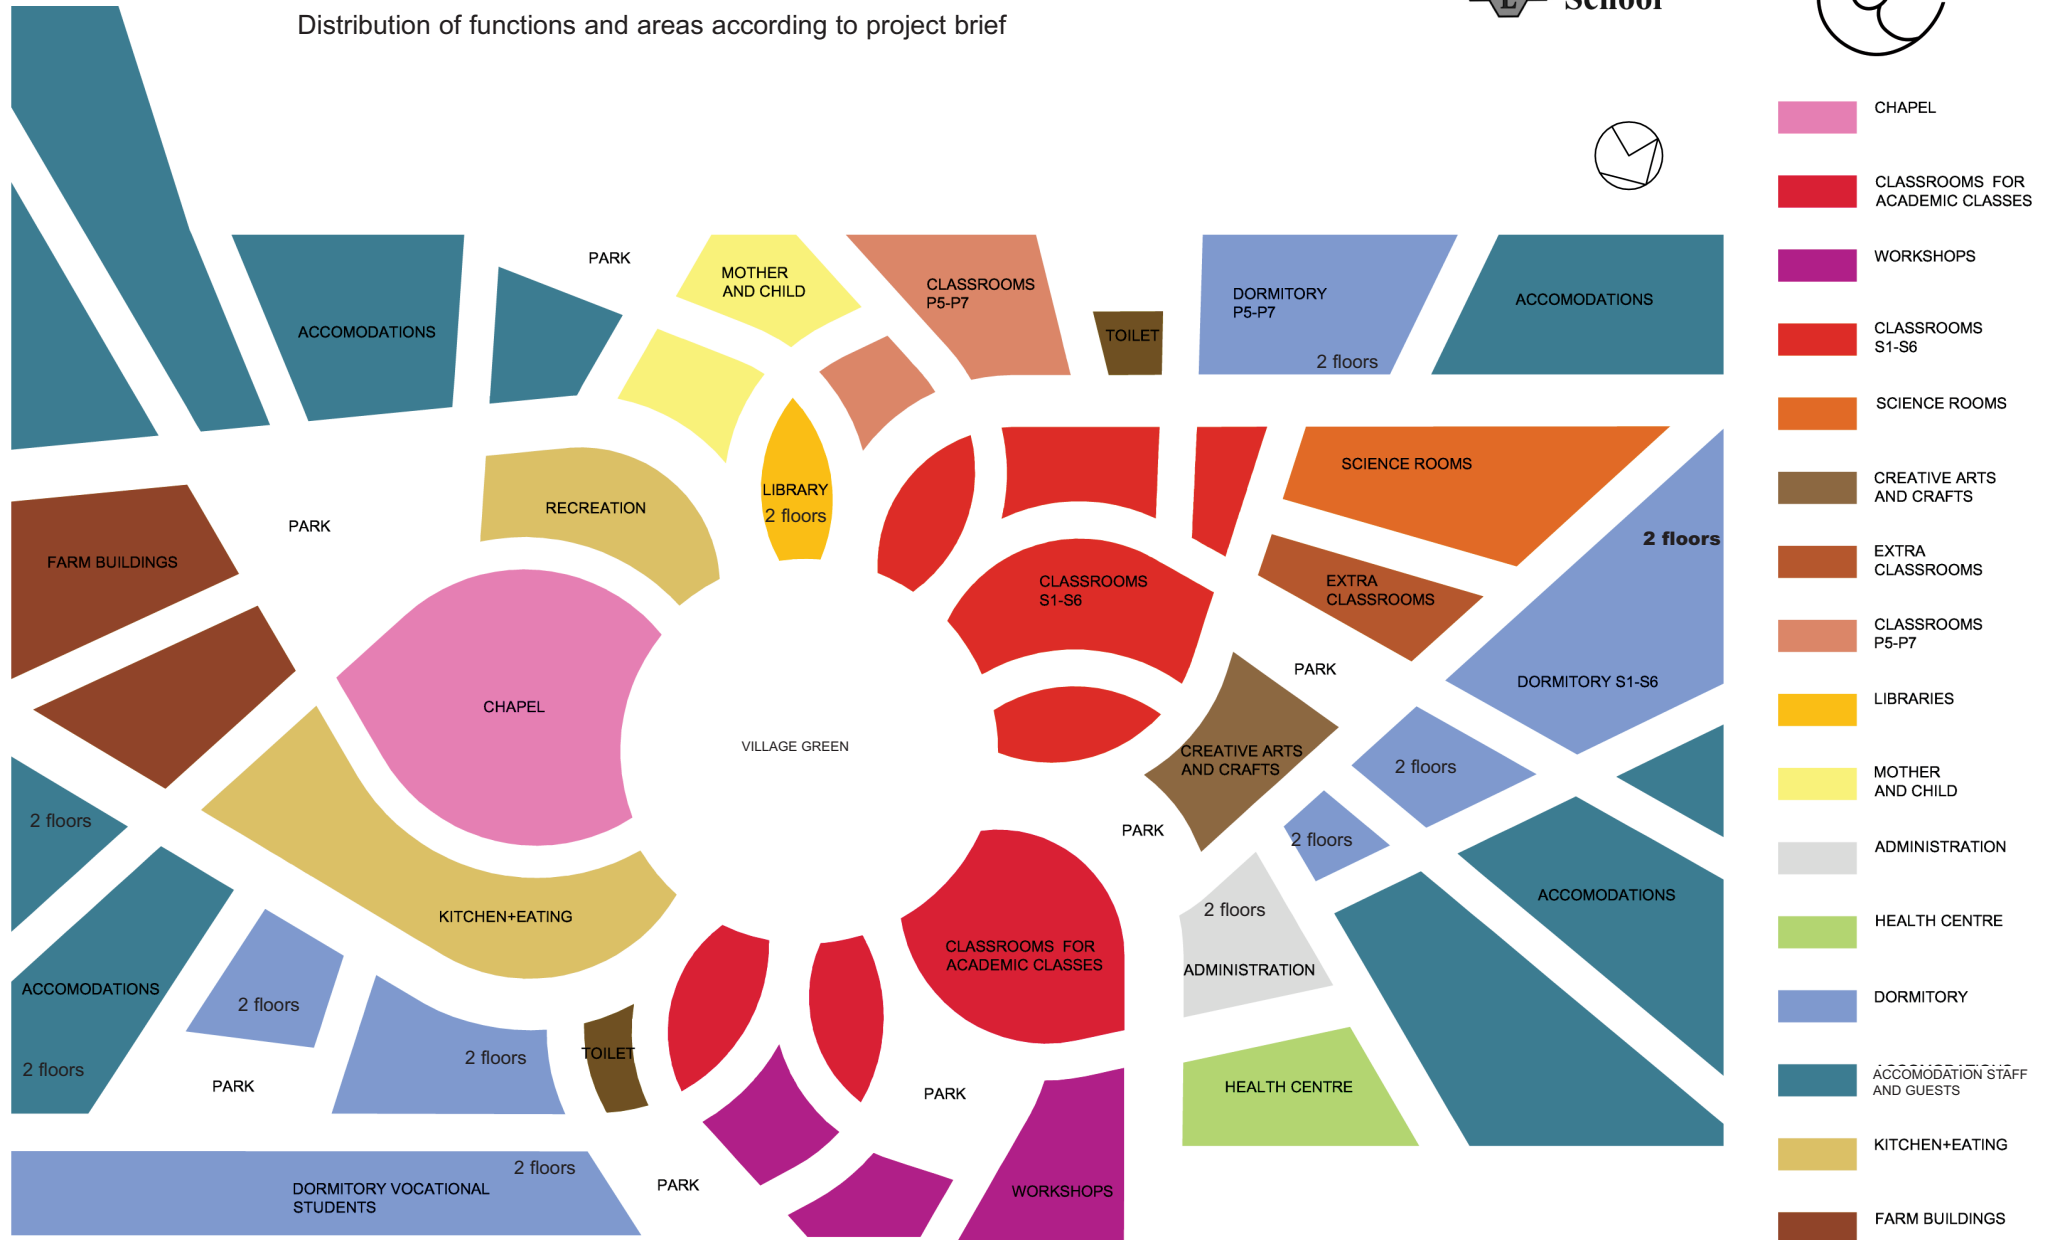 School
L
Distribution of functions and areas according to project brief
PARK
MOTHER
AND CHILD
CLASSROOMS
P5-P7
ACCOMODATIONS
TOILET
DORMITORY
P5-P7
2 floors
ACCOMODATIONS
RECREATION
LIBRARY
2 floors
SCIENCE ROOMS
PARK
FARM BUILDINGS
2 floors
CLASSROOMS
S1-S6
EXTRA
CLASSROOMS
PARK
DORMITORY S1-S6
CHAPEL
VILLAGE GREEN
CREATIVE ARTS
AND CRAFTS
2 floors
2 floors
PARK
2 floors
ACCOMODATIONS
2 floors
KITCHEN+EATING
CLASSROOMS  FOR
ACADEMIC CLASSES
ADMINISTRATION
ACCOMODATIONS
2 floors
2 floors
TOILET
2 floors
PARK
PARK
HEALTH CENTRE
2 floors
DORMITORY VOCATIONAL
STUDENTS
PARK
WORKSHOPS
CHAPEL
CLASSROOMS  FOR
ACADEMIC CLASSES
WORKSHOPS
CLASSROOMS
S1-S6
SCIENCE ROOMS
CREATIVE ARTS
AND CRAFTS
EXTRA
CLASSROOMS
CLASSROOMS
P5-P7
LIBRARIES
MOTHER
AND CHILD
ADMINISTRATION
HEALTH CENTRE
DORMITORY
ACCOMODATION STAFF
AND GUESTS
KITCHEN+EATING
FARM BUILDINGS